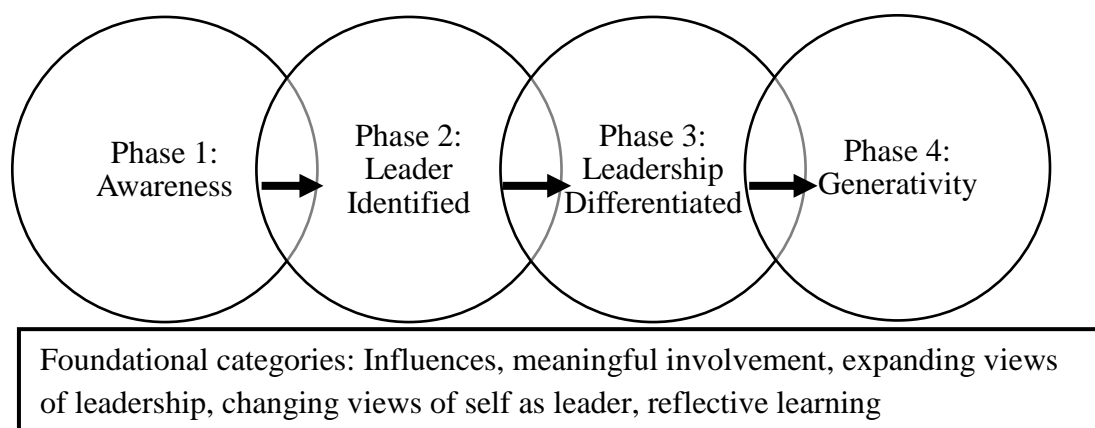 Phase 1:
Awareness
Phase 2:
Leader
Identified
Phase 3:
Leadership
Differentiated
Phase 4:
Generativity
Foundational categories: Influences, meaningful involvement, expanding views
of leadership, changing views of self as leader, reflective learning